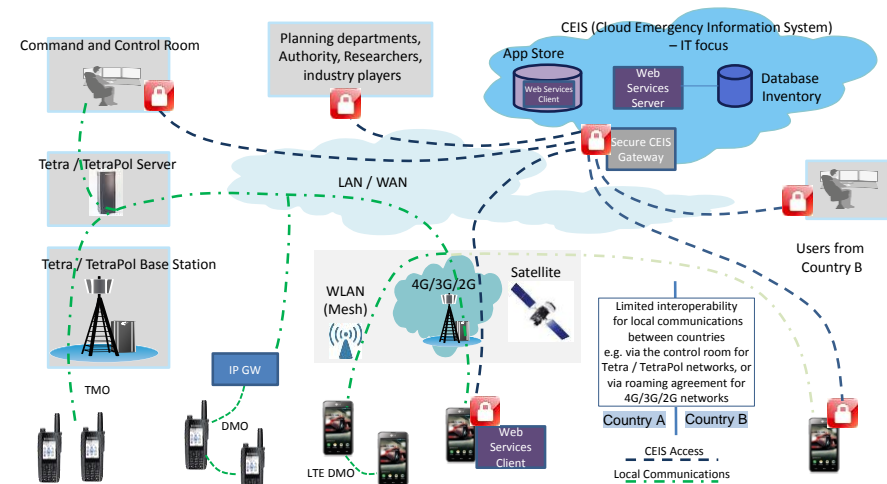 Command and Control Room
Planning departments,
Authority, Researchers,
industry players
CEIS (Cloud Emergency Information System)
– IT focus
App Store
Web Services
Client
Web
Services
Server
Database
Inventory
Secure CEIS
Gateway
Tetra / TetraPol Server
LAN / WAN
Users from
Country B
Tetra / TetraPol Base Station
WLAN
(Mesh)
4G/3G/2G
Satellite
Limited interoperability
for local communications
between countries
e.g. via the control room for
Tetra / TetraPol networks, or
via roaming agreement for
4G/3G/2G networks
Country A
Country B
IP GW
TMO
DMO
LTE DMO
Web
Services
Client
CEIS Access
Local Communications